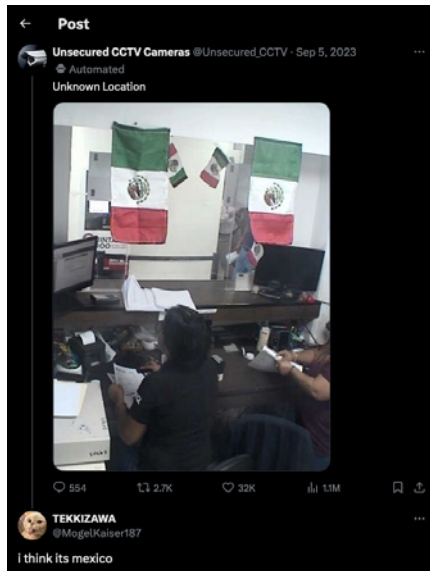 Post
Unsecured CCTV Cameras @Unsecured_CCTV · Sep 5, 2023
Automated
Unknown Location
554 2.7K 32K 1.1M
TEKKIZAWA
@MogelKaiser187
i think its mexico